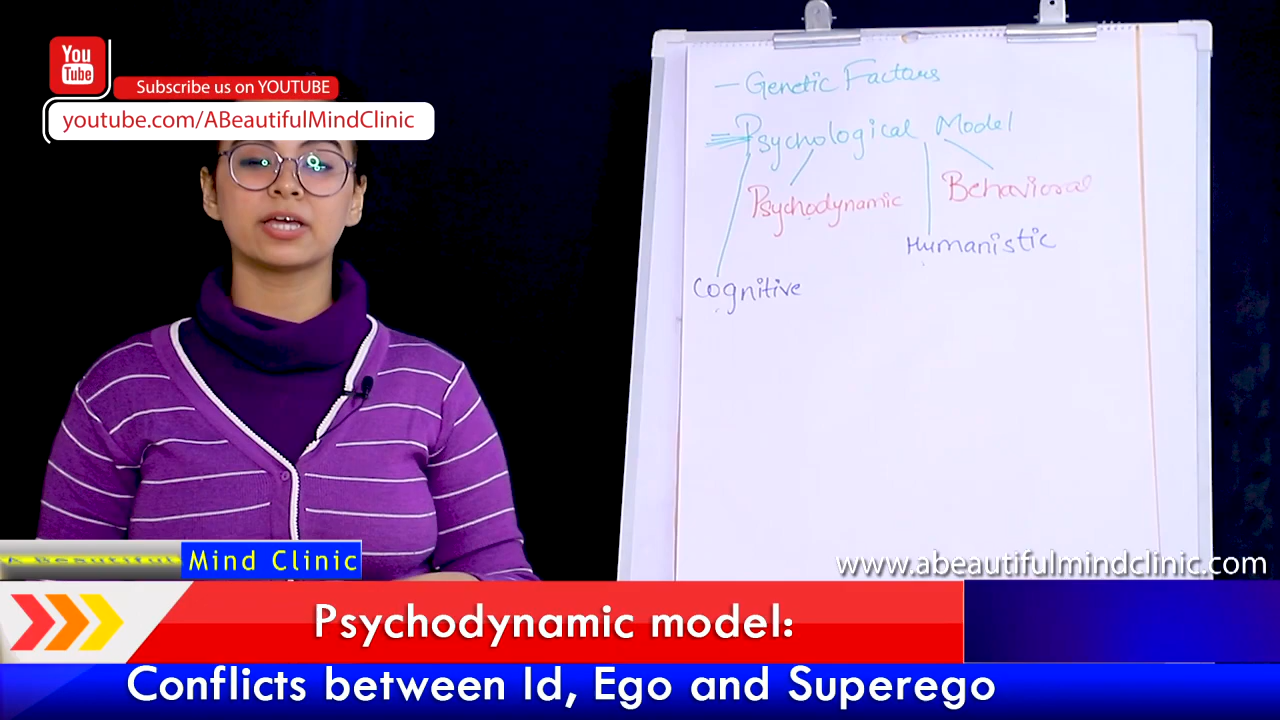 You
Tube
Subscribe us on YOUTUBE
youtube.com/ABeautifulMindClinic
- Genetic Factors
Psychological Model
Psychodynamic
Behavioral
Humanistic
Cognitive
A Beautiful Mind Clinic
www.abeautifulmindclinic.com
Psychodynamic model:
Conflicts between Id, Ego and Superego